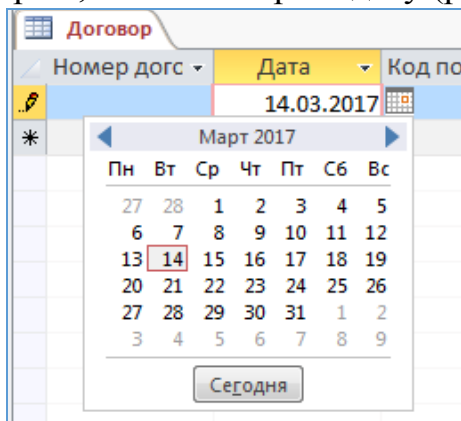 Договор
Номер догс Дата Код по
14.03.2017
Март 2017
Пн Вт Ср Чт Пт Сб Вс
27 28 1 2 3 4 5
6 7 8 9 10 11 12
13 14 15 16 17 18 19
20 21 22 23 24 25 26
27 28 29 30 31 1 2
3 4 5 6 7 8 9
Сегодня